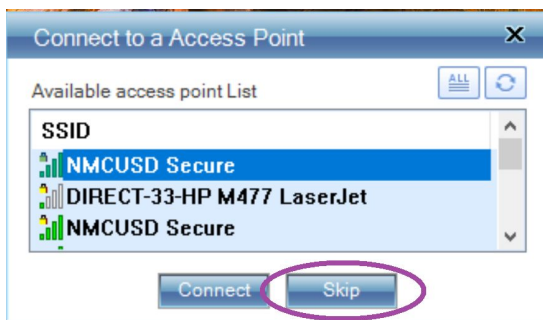 Connect to a Access Point
Available access point List
ALL
SSID
NMCUSD Secure
DIRECT-33-HP M477 LaserJet
NMCUSD Secure
Connect Skip